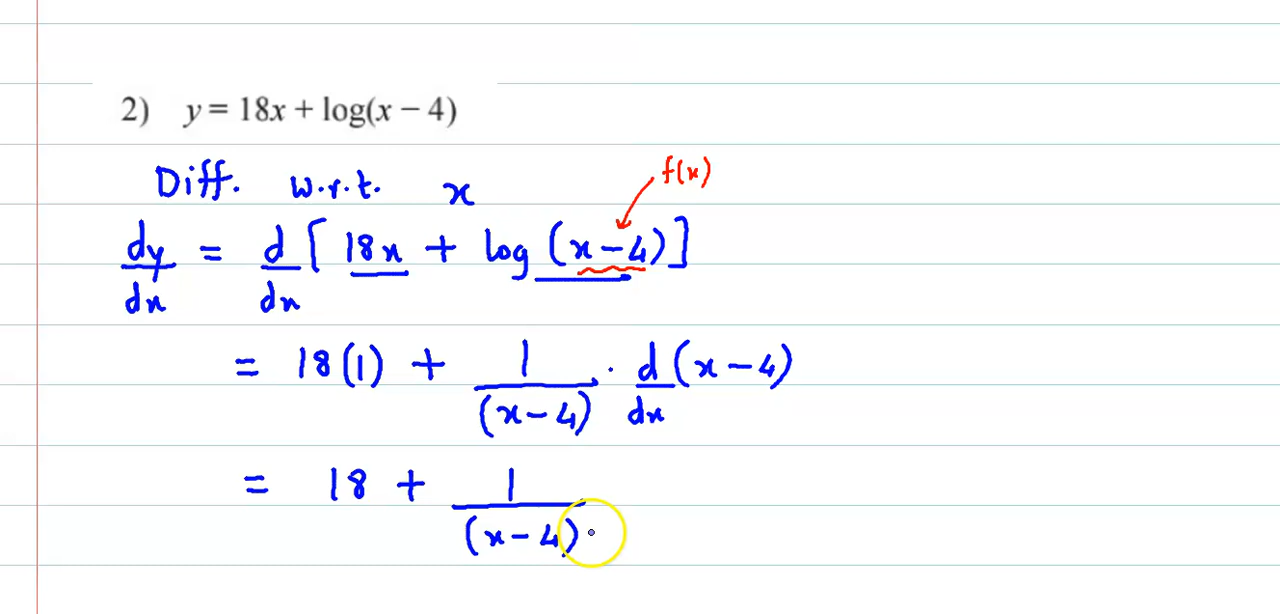 2) y = 18x + log(x − 4)
Diff. w.r.t. x
f(x)
dy/dx = d/dx [18x + log (x − 4)]
= 18(1) + 1/(x − 4) · d/dx (x − 4)
= 18 + 1/(x − 4)